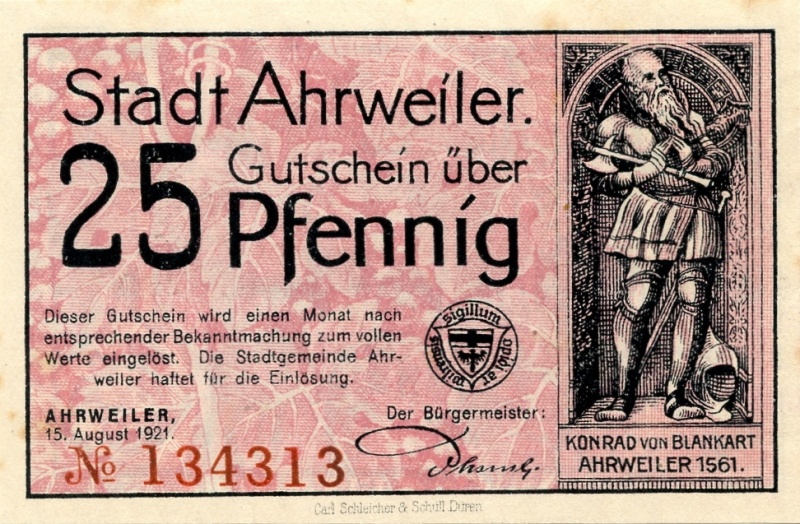 Stadt Ahrweiler.
25 Gutschein über
Pfennig
Dieser Gutschein wird einen Monat nach
entsprechender Bekanntmachung zum vollen
Werte eingelöst. Die Stadtgemeinde Ahr-
weiler haftet für die Einlösung.
Sigillum
opidi ar
AHRWEILER,
15. August 1921.
Der Bürgermeister:
No 134313
KONRAD VON BLANKART
AHRWEILER 1561.
Carl Schleicher & Schüll Düren